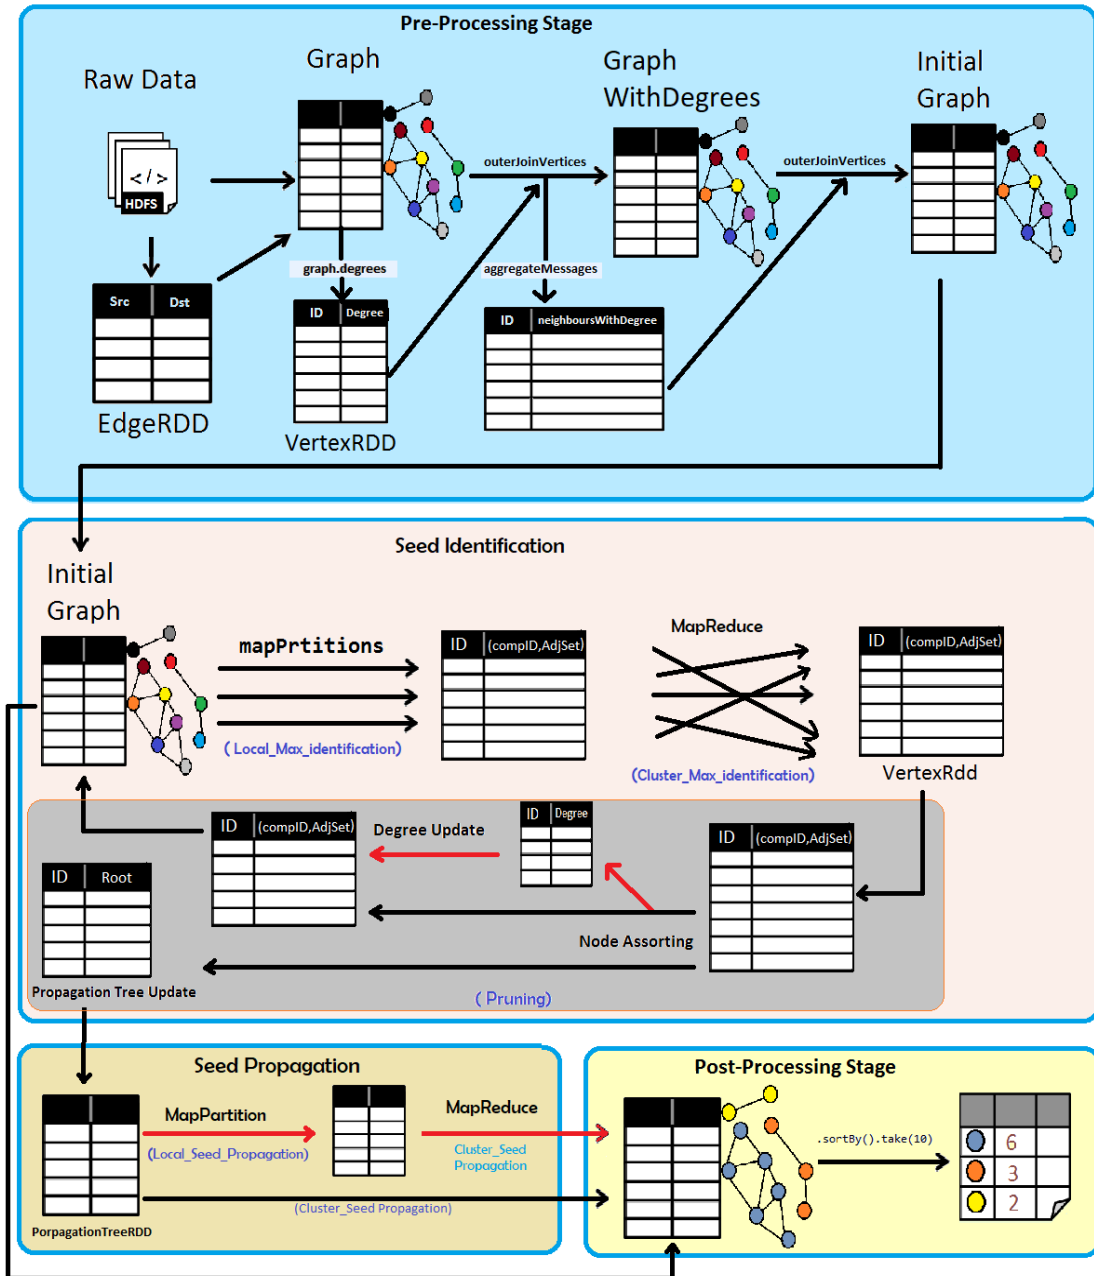 Pre-Processing Stage
Raw Data
Graph
Graph
WithDegrees
Initial
Graph
</>
HDFS
outerJoinVertices
outerJoinVertices
graph.degrees
aggregateMessages
Src Dst
ID Degree
ID neighboursWithDegree
EdgeRDD
VertexRDD
Seed Identification
Initial
Graph
mapPrtitions
( Local_Max_identification)
ID (compID,AdjSet)
MapReduce
(Cluster_Max_identification)
ID (compID,AdjSet)
VertexRdd
ID (compID,AdjSet)
Degree Update
ID Degree
ID (compID,AdjSet)
ID Root
Node Assorting
Propagation Tree Update
( Pruning)
Seed Propagation
MapPartition
(Local_Seed_Propagation)
MapReduce
Cluster_Seed
Propagation
(Cluster_Seed Propagation)
PorpagationTreeRDD
Post-Processing Stage
.sortBy().take(10)
6
3
2